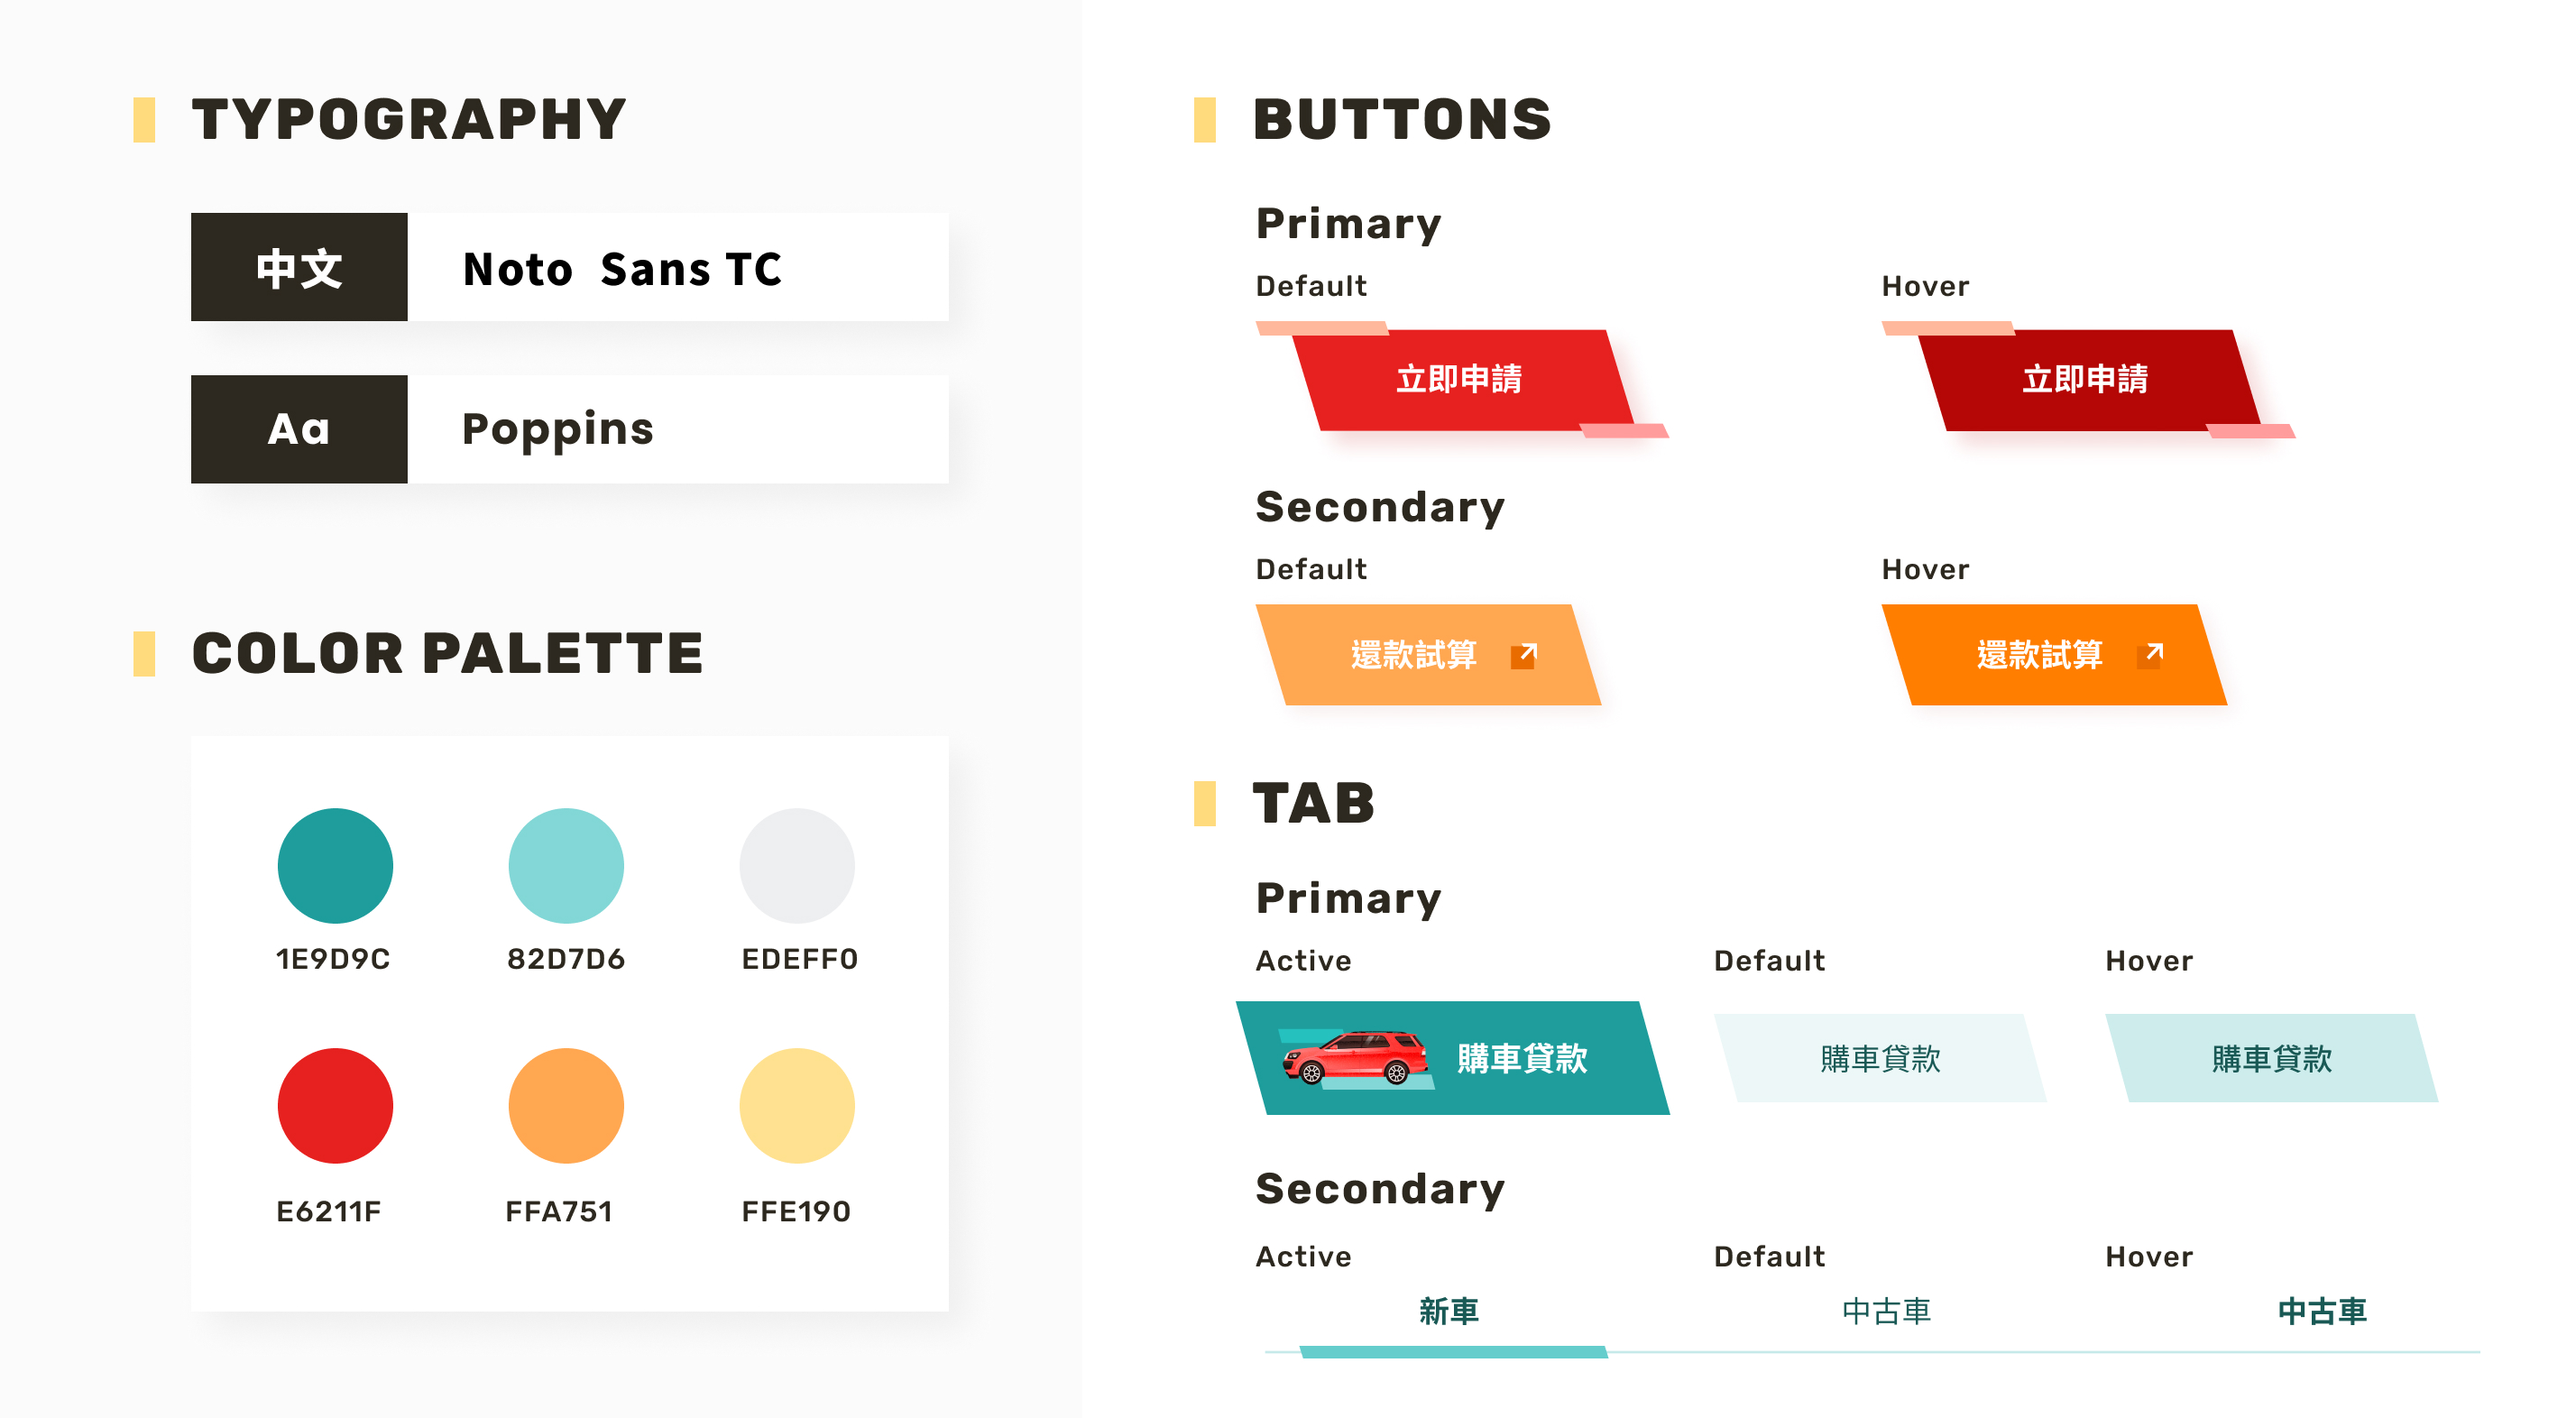 TYPOGRAPHY
中文
Noto Sans TC
Aa
Poppins
COLOR PALETTE
1E9D9C
82D7D6
EDEFF0
E6211F
FFA751
FFE190
BUTTONS
Primary
Default
Hover
立即申請
立即申請
Secondary
Default
Hover
還款試算
還款試算
TAB
Primary
Active
Default
Hover
購車貸款
購車貸款
購車貸款
Secondary
Active
Default
Hover
新車
中古車
中古車